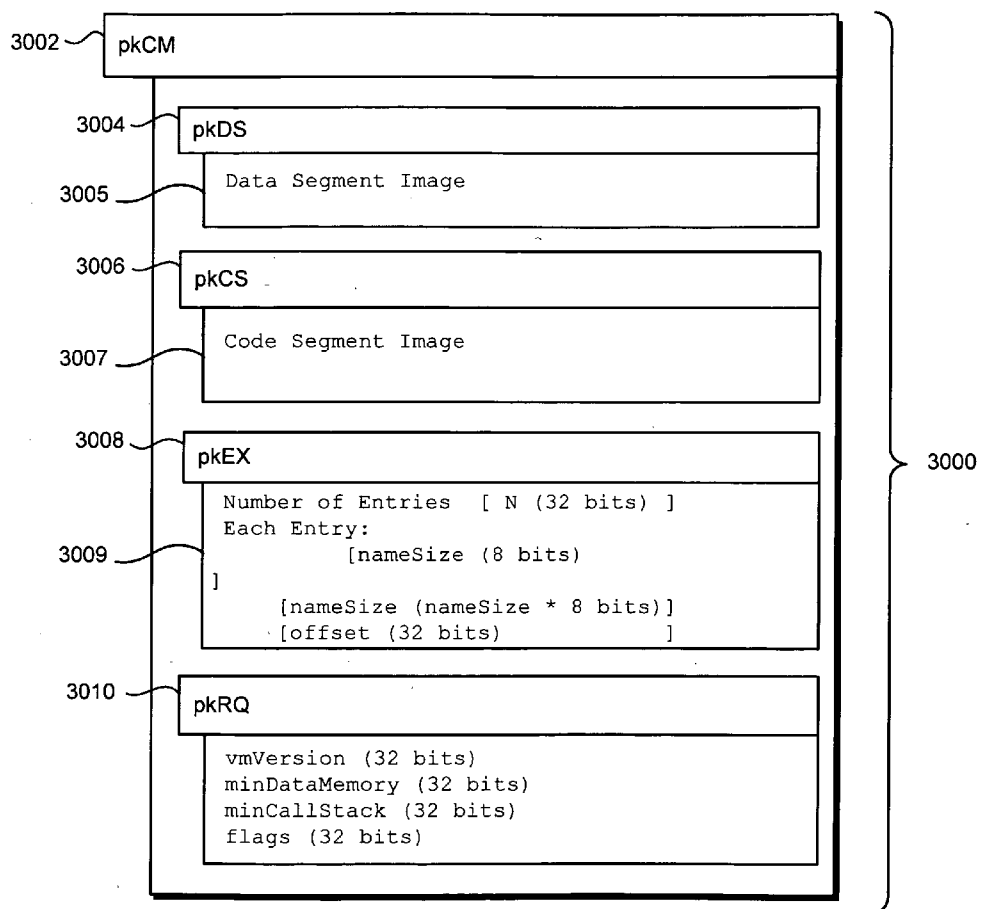 3002
pkCM
3004
pkDS
3005
Data Segment Image
3006
pkCS
3007
Code Segment Image
3008
pkEX
3000
3009
Number of Entries [ N (32 bits) ]
Each Entry:
[nameSize (8 bits)
]
[nameSize (nameSize * 8 bits)]
[offset (32 bits) ]
3010
pkRQ
vmVersion (32 bits)
minDataMemory (32 bits)
minCallStack (32 bits)
flags (32 bits)